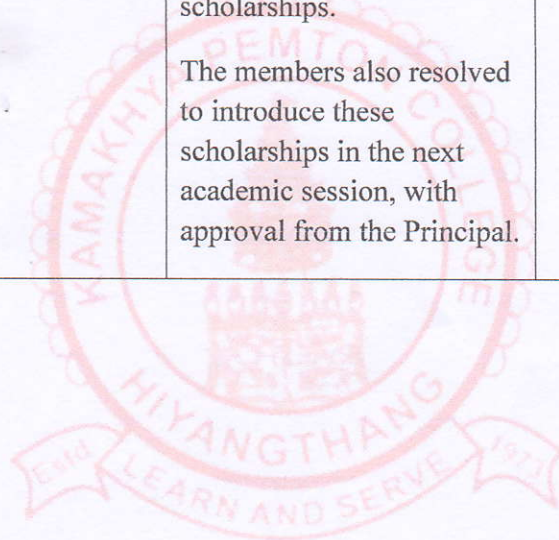 scholarships.
The members also resolved
to introduce these
scholarships in the next
academic session, with
approval from the Principal.
KAMAKHYA PEMTON COLLEGE
HIYANGTHANG
Estd LEARN AND SERVE 1973